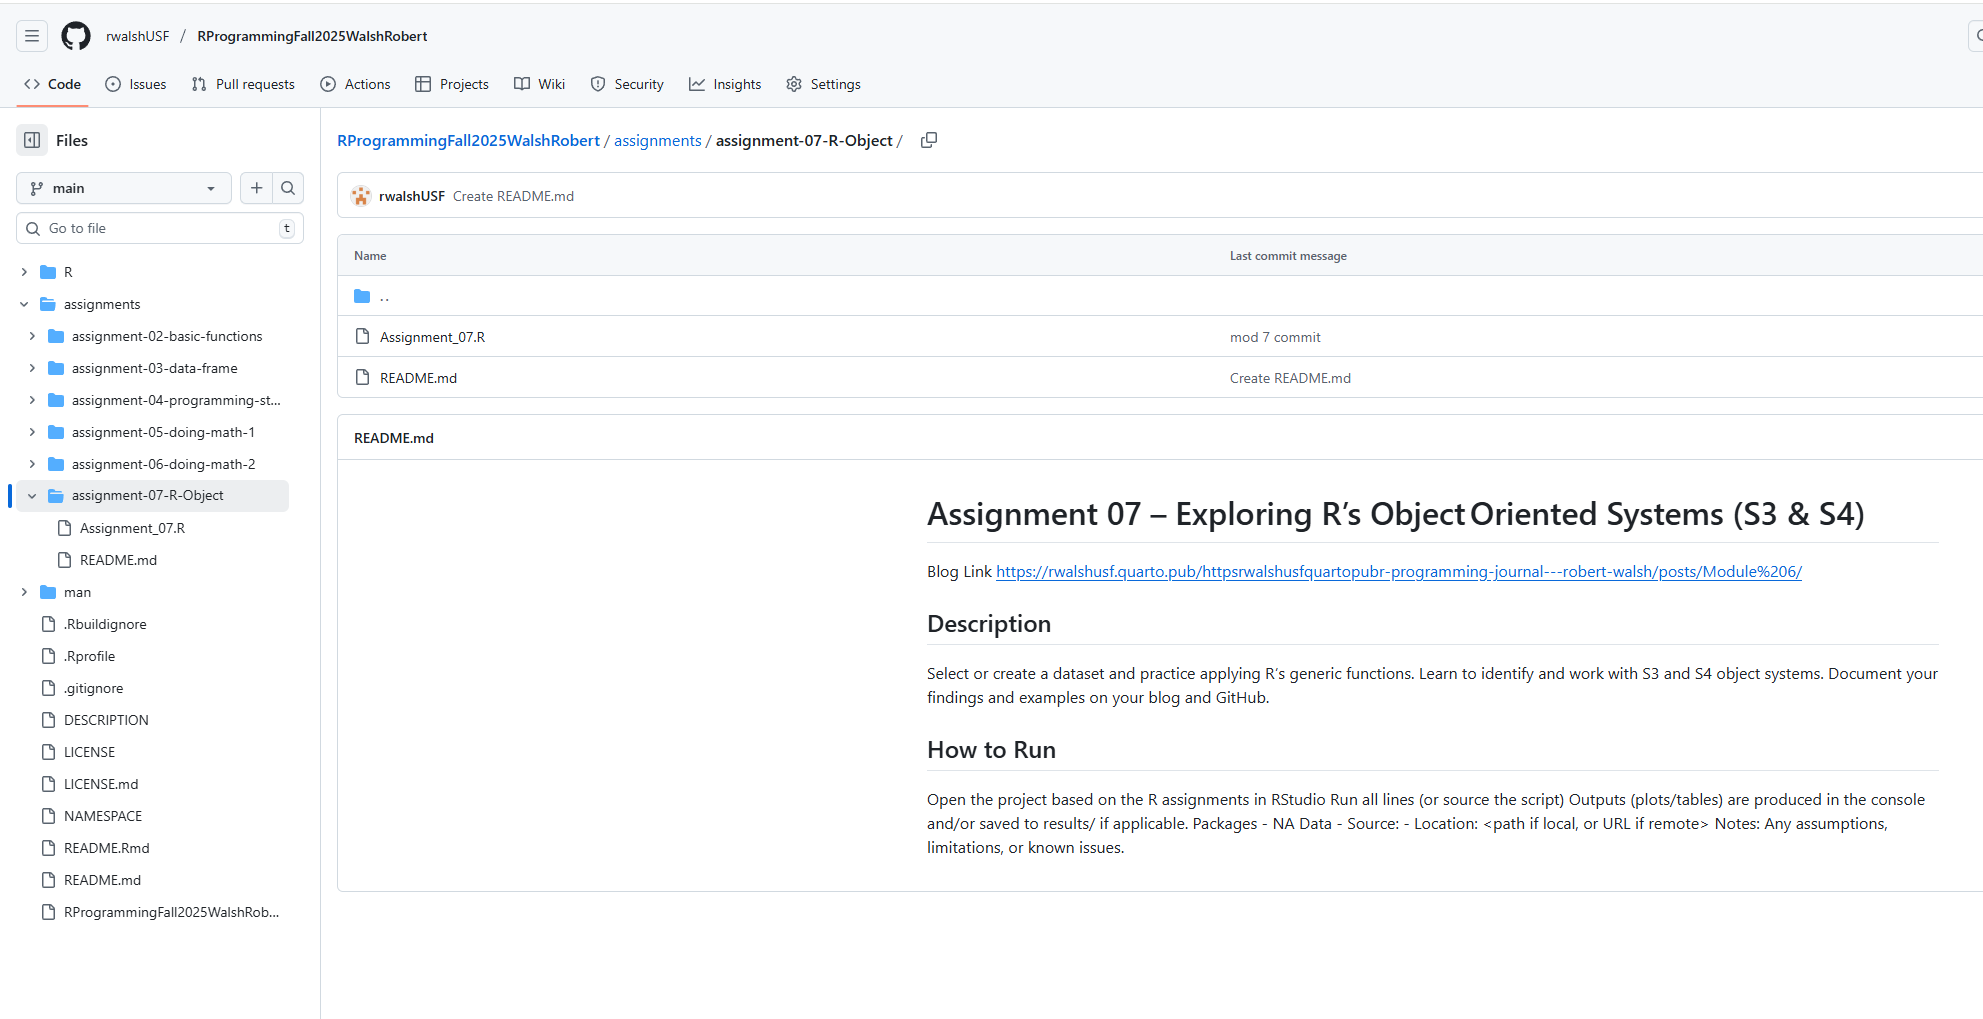 rwalshUSF / RProgrammingFall2025WalshRobert
Code Issues Pull requests Actions Projects Wiki Security Insights Settings
Files
main
Go to file t
R
assignments
assignment-02-basic-functions
assignment-03-data-frame
assignment-04-programming-st...
assignment-05-doing-math-1
assignment-06-doing-math-2
assignment-07-R-Object
Assignment_07.R
README.md
man
.Rbuildignore
.Rprofile
.gitignore
DESCRIPTION
LICENSE
LICENSE.md
NAMESPACE
README.Rmd
README.md
RProgrammingFall2025WalshRob...
RProgrammingFall2025WalshRobert / assignments / assignment-07-R-Object /
rwalshUSF Create README.md
Name Last commit message
..
Assignment_07.R mod 7 commit
README.md Create README.md
README.md
Assignment 07 – Exploring R’s Object Oriented Systems (S3 & S4)
Blog Link https://rwalshusf.quarto.pub/httpsrwalshusfquartopubr-programming-journal---robert-walsh/posts/Module%206/
Description
Select or create a dataset and practice applying R’s generic functions. Learn to identify and work with S3 and S4 object systems. Document your
findings and examples on your blog and GitHub.
How to Run
Open the project based on the R assignments in RStudio Run all lines (or source the script) Outputs (plots/tables) are produced in the console
and/or saved to results/ if applicable. Packages - NA Data - Source: - Location: <path if local, or URL if remote> Notes: Any assumptions,
limitations, or known issues.